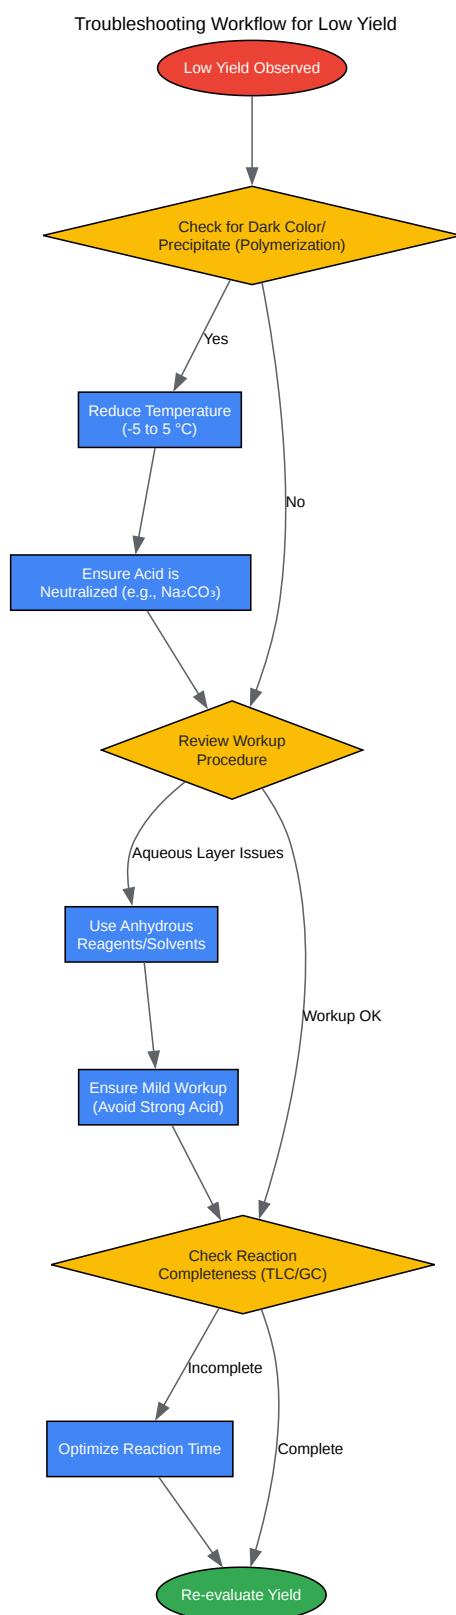 Troubleshooting Workflow for Low Yield
Low Yield Observed
Check for Dark Color/
Precipitate (Polymerization)
Yes
Reduce Temperature
(-5 to 5 °C)
No
Ensure Acid is
Neutralized (e.g., Na₂CO₃)
Review Workup
Procedure
Aqueous Layer Issues
Use Anhydrous
Reagents/Solvents
Workup OK
Ensure Mild Workup
(Avoid Strong Acid)
Check Reaction
Completeness (TLC/GC)
Incomplete
Optimize Reaction Time
Complete
Re-evaluate Yield